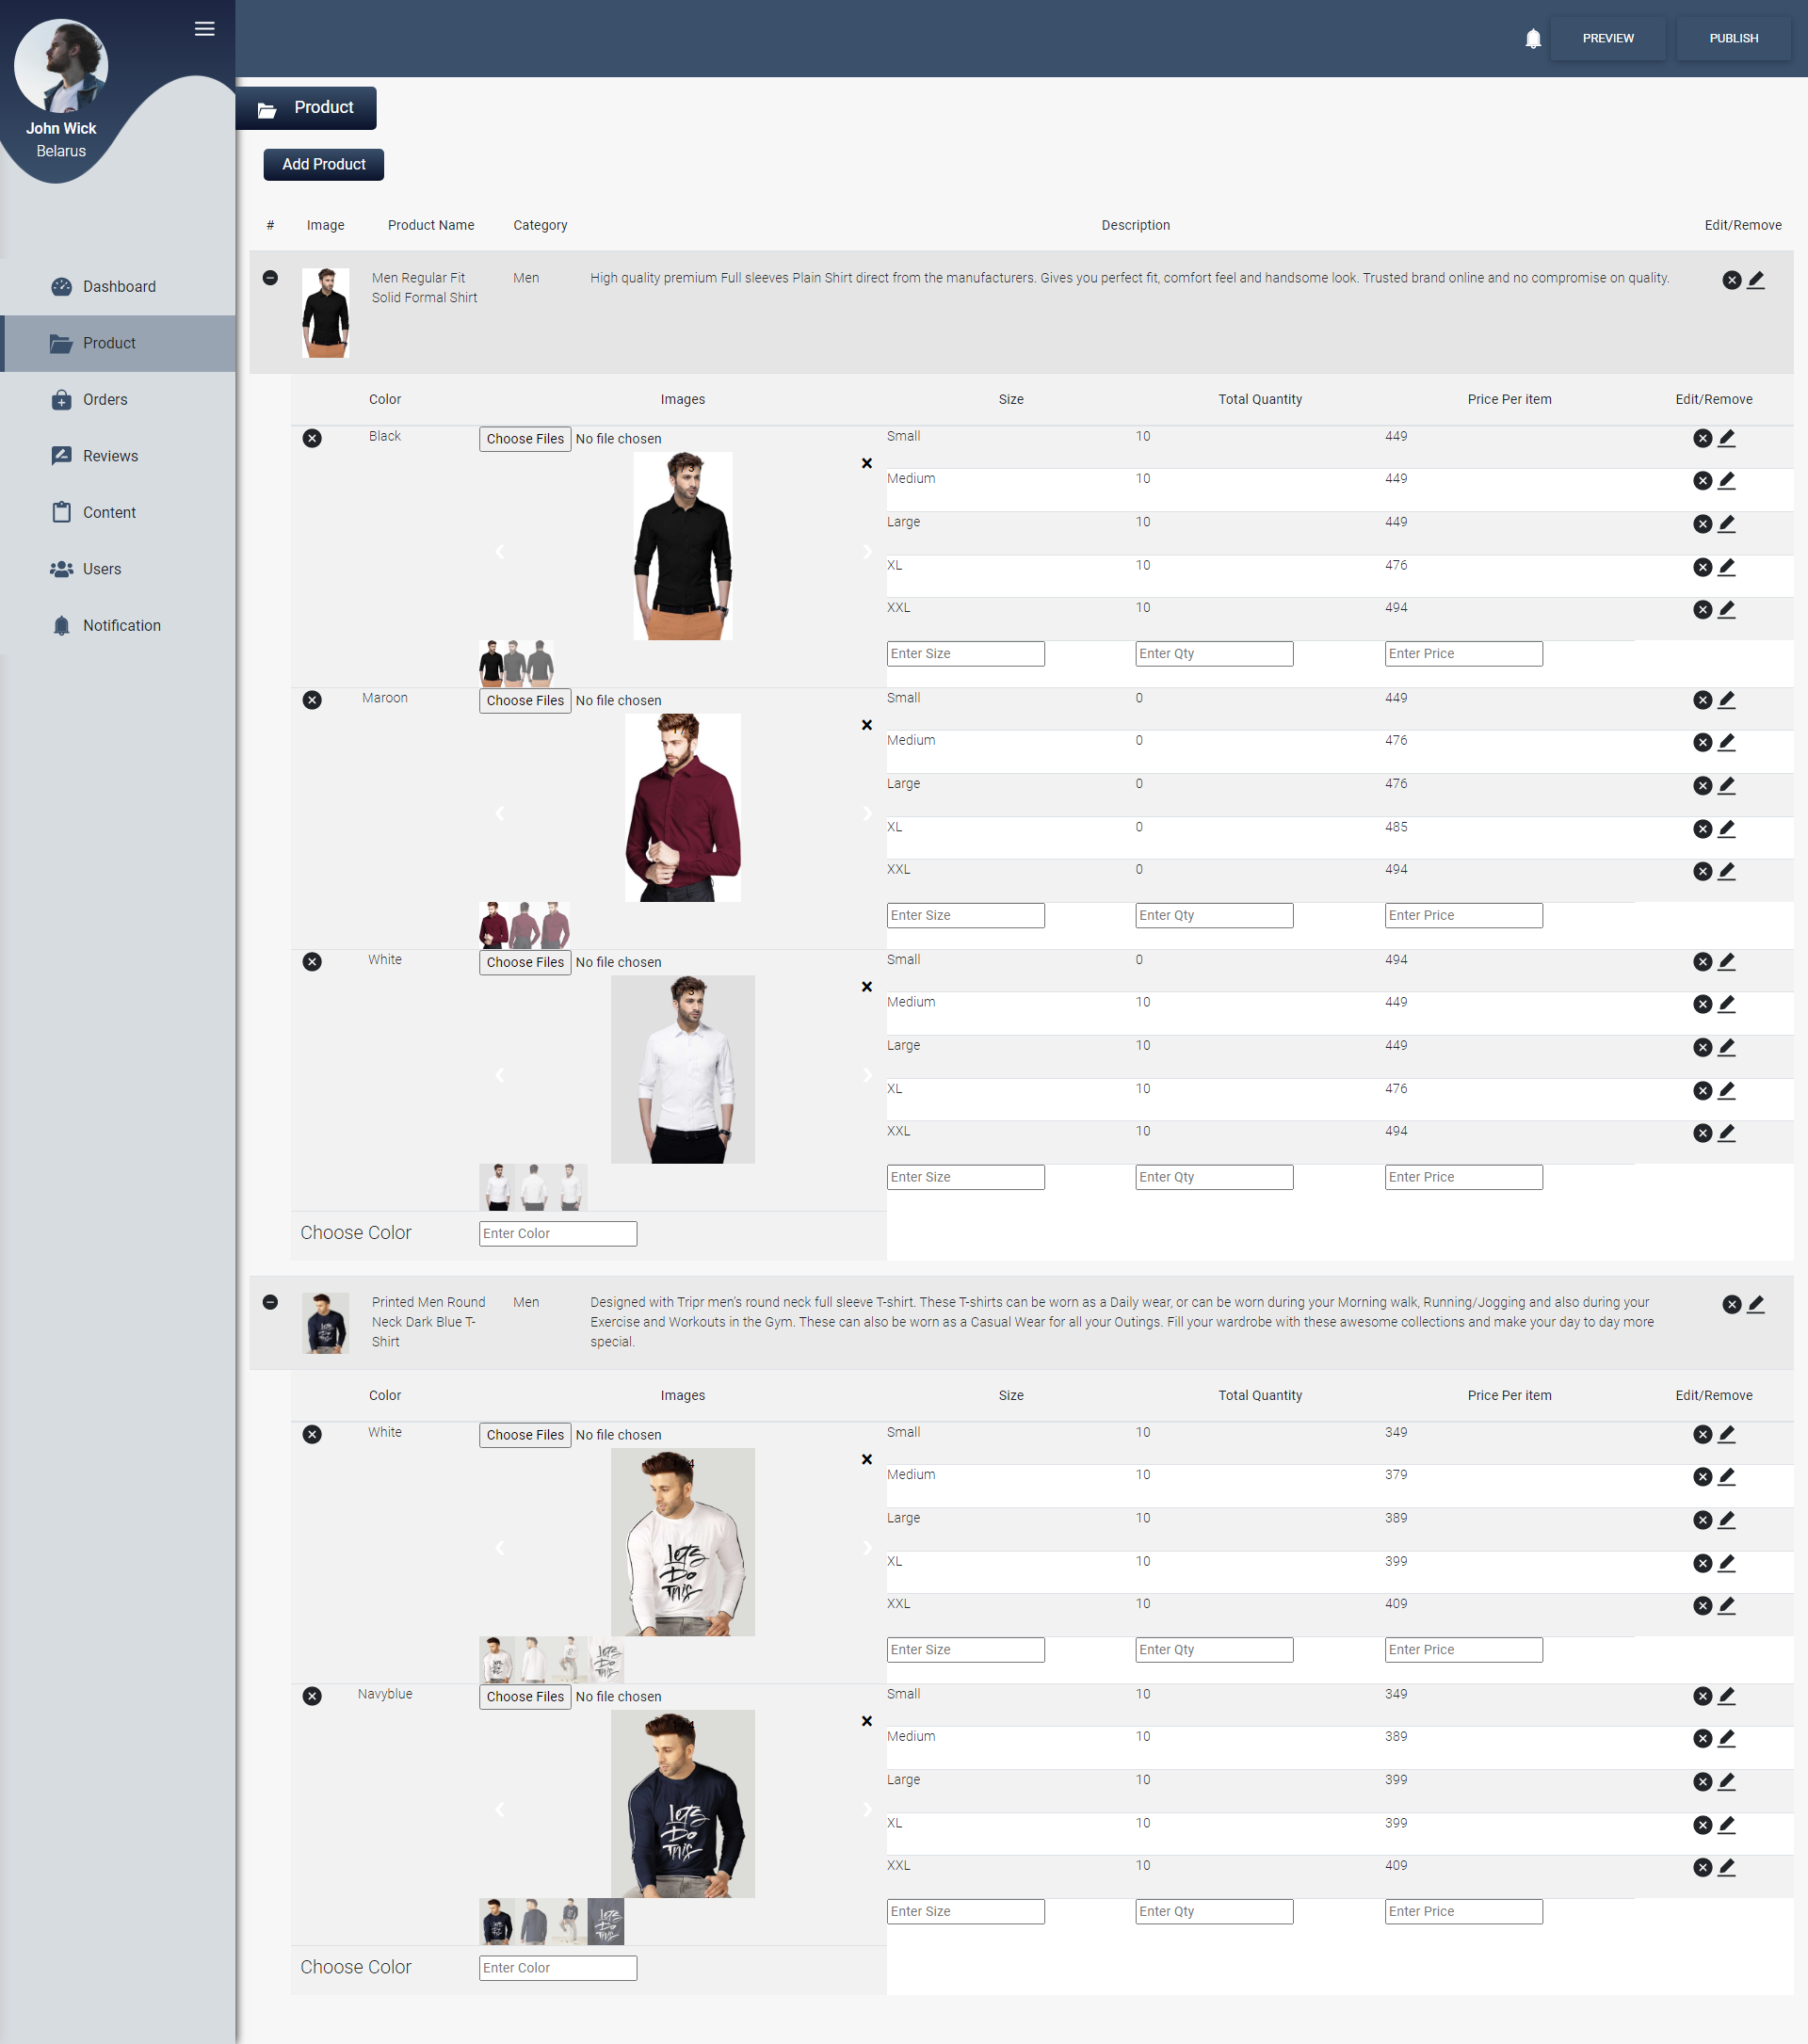 John Wick
Belarus
Dashboard
Product
Orders
Reviews
Content
Users
Notification
PREVIEW
PUBLISH
Product
Add Product
# Image Product Name Category Description Edit/Remove
Men Regular Fit
Solid Formal Shirt
Men
High quality premium Full sleeves Plain Shirt direct from the manufacturers. Gives you perfect fit, comfort feel and handsome look. Trusted brand online and no compromise on quality.
Color Images Size Total Quantity Price Per item Edit/Remove
Black
Choose Files No file chosen
Small 10 449
Medium 10 449
Large 10 449
XL 10 476
XXL 10 494
Enter Size Enter Qty Enter Price
Maroon
Choose Files No file chosen
Small 0 449
Medium 0 476
Large 0 476
XL 0 485
XXL 0 494
Enter Size Enter Qty Enter Price
White
Choose Files No file chosen
Small 0 494
Medium 10 449
Large 10 449
XL 10 476
XXL 10 494
Enter Size Enter Qty Enter Price
Choose Color Enter Color
Printed Men Round
Neck Dark Blue T-
Shirt
Men
Designed with Tripr men's round neck full sleeve T-shirt. These T-shirts can be worn as a Daily wear, or can be worn during your Morning walk, Running/Jogging and also during your
Exercise and Workouts in the Gym. These can also be worn as a Casual Wear for all your Outings. Fill your wardrobe with these awesome collections and make your day to day more
special.
Color Images Size Total Quantity Price Per item Edit/Remove
White
Choose Files No file chosen
Lets
Do
This
Small 10 349
Medium 10 379
Large 10 389
XL 10 399
XXL 10 409
Enter Size Enter Qty Enter Price
Navyblue
Choose Files No file chosen
Lets
Do
This
Small 10 349
Medium 10 389
Large 10 399
XL 10 399
XXL 10 409
Enter Size Enter Qty Enter Price
Choose Color Enter Color